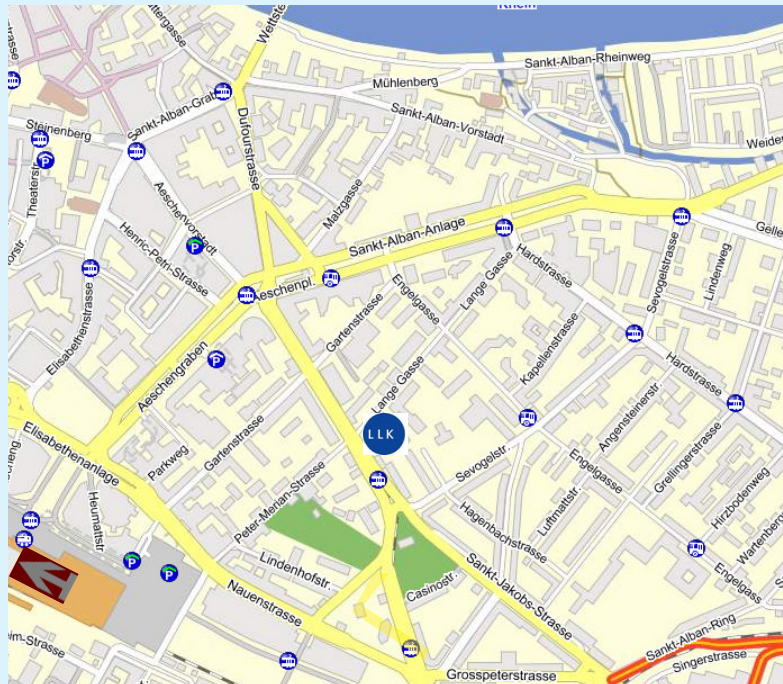 Rhein
Sankt-Alban-Rheinweg
Mühlenberg
Sankt-Alban-Graben
Sankt-Alban-Vorstadt
Steinenberg
Dufourstrasse
Theaterstr.
Aeschenvorstadt
Malzgasse
Henric-Petri-Strasse
Sankt-Alban-Anlage
Hardstrasse
Sevogelstrasse
Lindenweg
Elisabethenstrasse
Aeschenpl.
Engelgasse
Lange Gasse
Gartenstrasse
Kapellenstrasse
Aeschengraben
Lange Gasse
Hardstrasse
Elisabethenanlage
Parkweg
Gartenstrasse
LLK
Sevogelstr.
Angensteinerstr.
Grellingerstrasse
Engelgasse
Peter-Merian-Strasse
Heumattstr
Hagenbachstrasse
Luftmattstr.
Hirzbodenweg
Lindenhofstr.
Casinostr.
Sankt-Jakobs-Strasse
Nauenstrasse
Engelgass
Sankt-Alban-Ring
Singerstrasse
Grosspeterstrasse